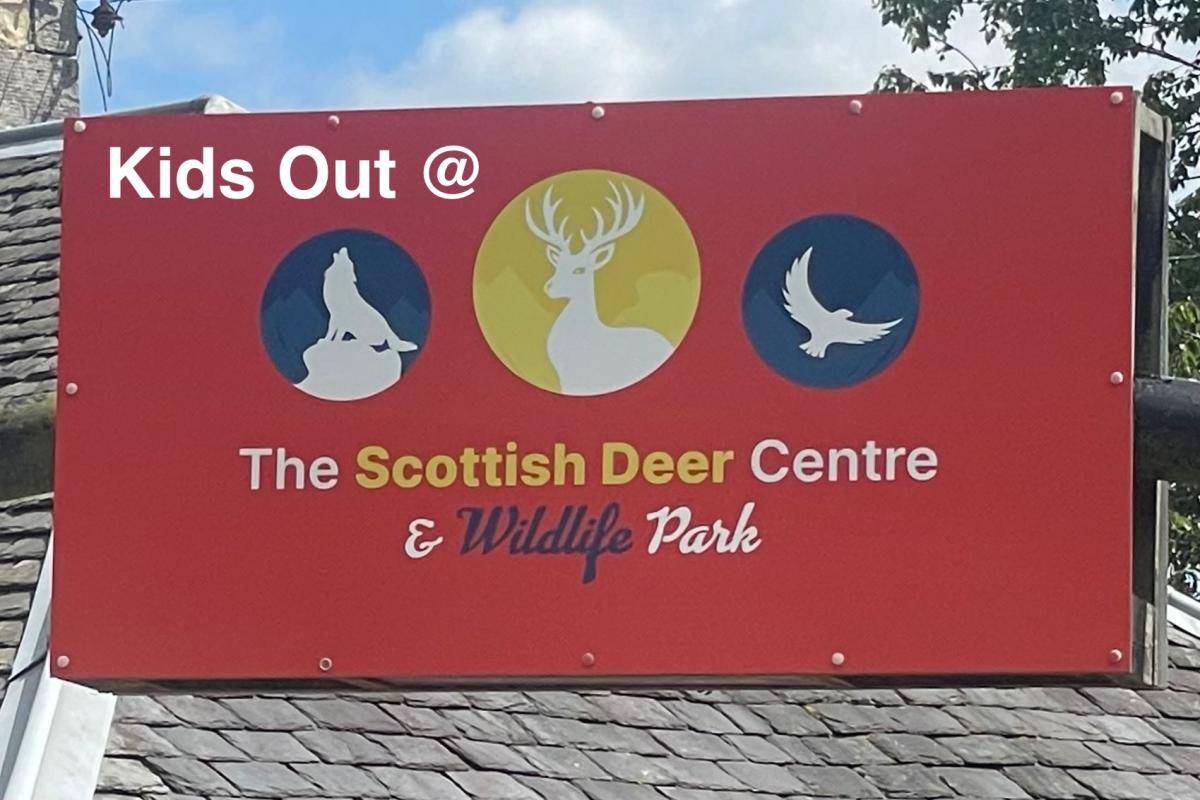 Kids Out @
The Scottish Deer Centre
& Wildlife Park